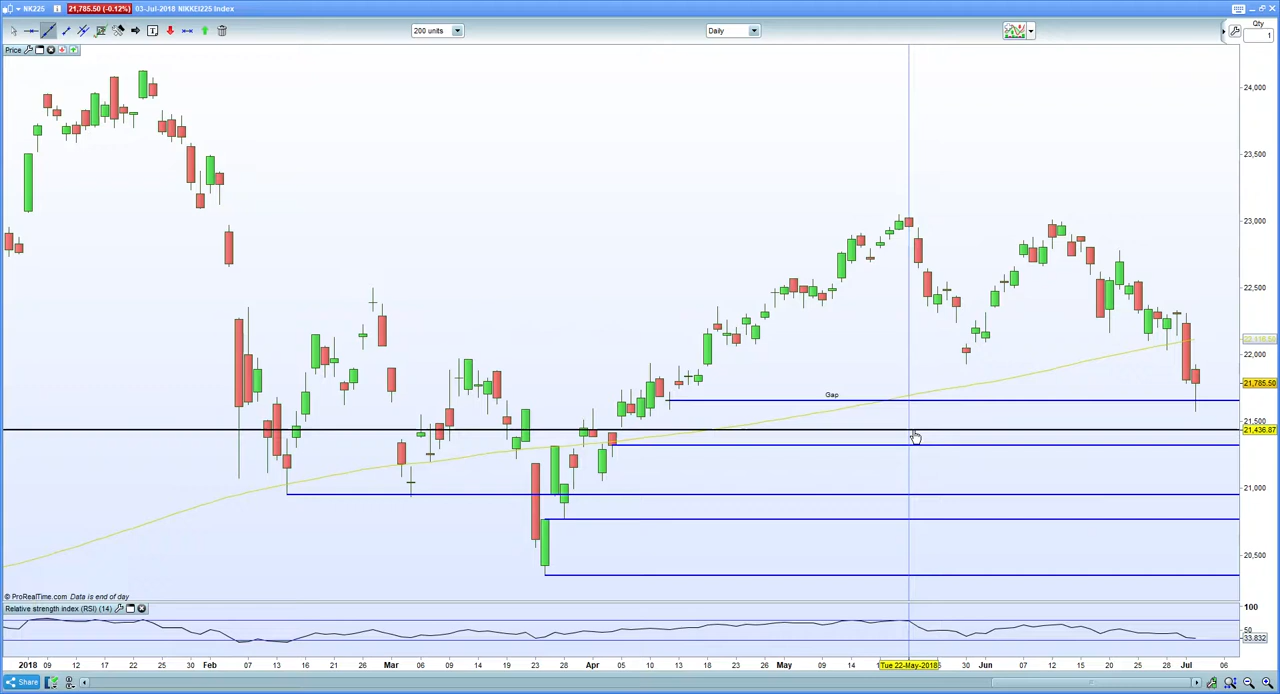 NK225 21,785.50 (-0.12%) 03-Jul-2018 NIKKEI225 Index
200 units
Daily
Qty
1
Price
24,000
23,500
23,000
22,500
22,000
21,785.50
Gap
21,500
21,436.87
21,000
20,500
© ProRealTime.com Data is end of day
Relative strength index (RSI) (14)
100
50
33.832
2018 09 12 17 22 25 30 Feb 07 13 16 21 26 Mar 06 09 14 19 23 28 Apr 05 10 13 18 23 26 May 09 14 Tue 22-May-2018 30 Jun 07 12 15 20 25 28 Jul 06
Share